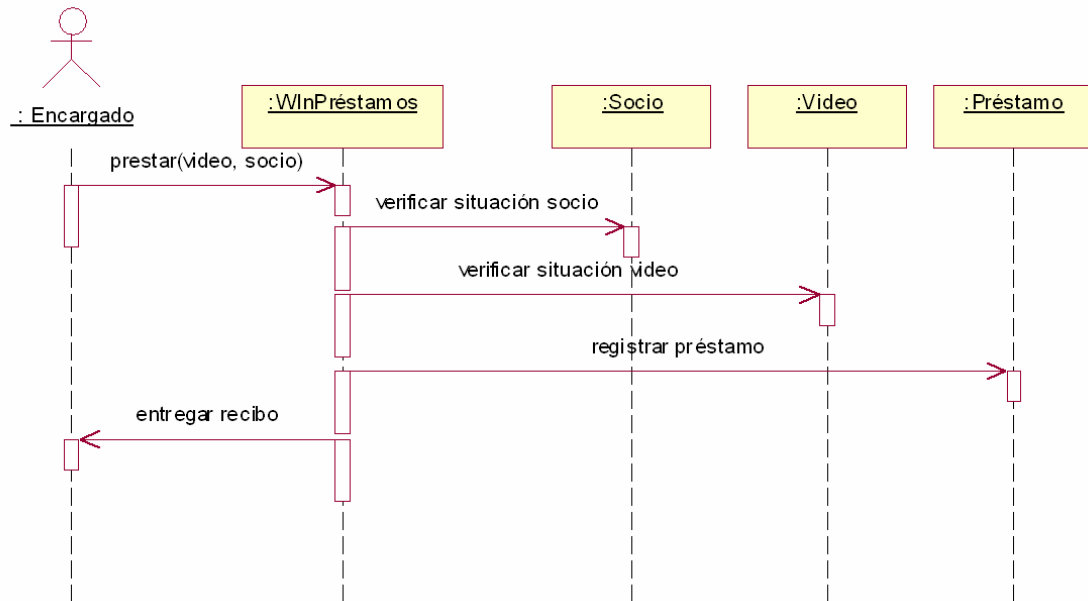 : Encargado
:WInPréstamos
:Socio
:Video
:Préstamo
prestar(video, socio)
verificar situación socio
verificar situación video
registrar préstamo
entregar recibo